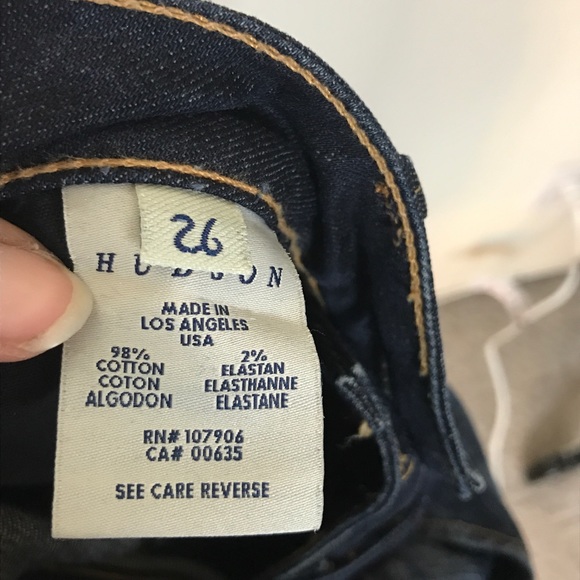 26
HUDSON
MADE IN
LOS ANGELES
USA
98%
COTTON
COTON
ALGODON
2%
ELASTAN
ELASTHANNE
ELASTANE
RN# 107906
CA# 00635
SEE CARE REVERSE